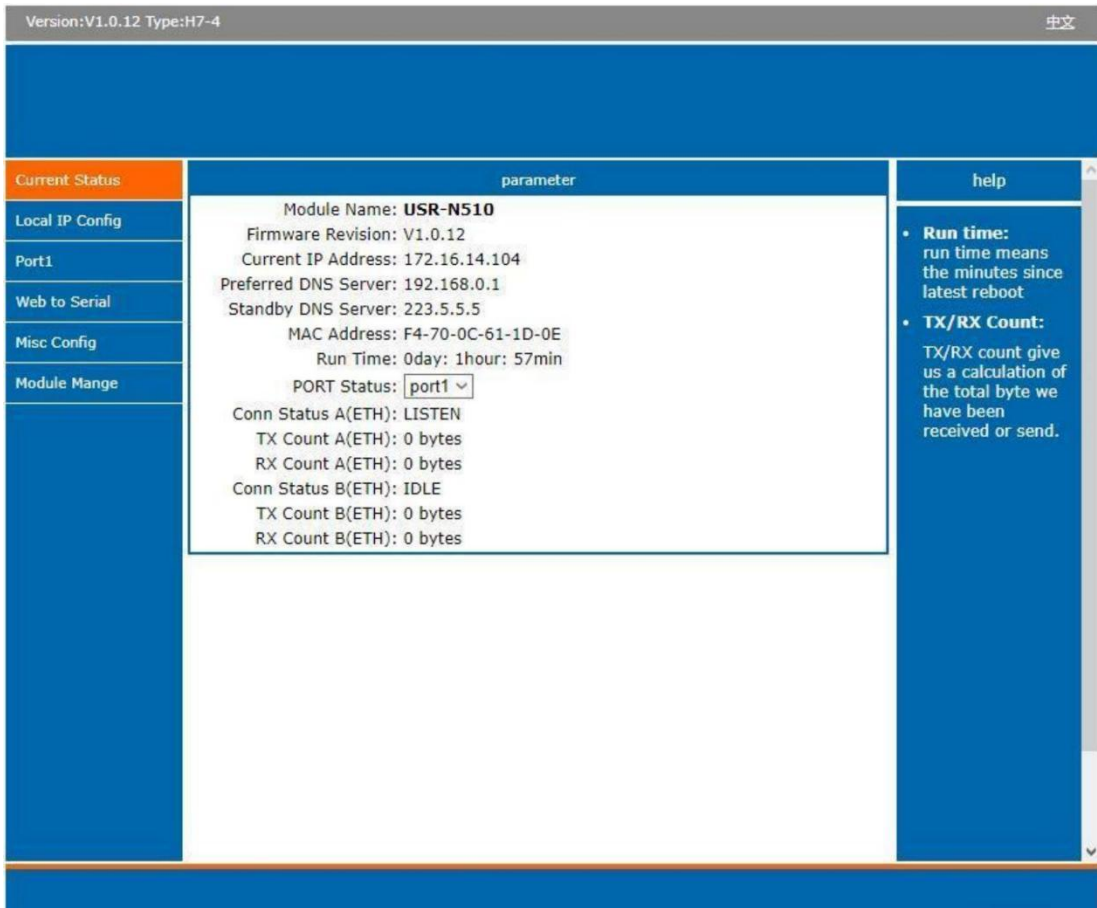 Version:V1.0.12 Type:H7-4
中文
Current Status
Local IP Config
Port1
Web to Serial
Misc Config
Module Mange
parameter
Module Name: USR-N510
Firmware Revision: V1.0.12
Current IP Address: 172.16.14.104
Preferred DNS Server: 192.168.0.1
Standby DNS Server: 223.5.5.5
MAC Address: F4-70-0C-61-1D-0E
Run Time: 0day: 1hour: 57min
PORT Status: port1
Conn Status A(ETH): LISTEN
TX Count A(ETH): 0 bytes
RX Count A(ETH): 0 bytes
Conn Status B(ETH): IDLE
TX Count B(ETH): 0 bytes
RX Count B(ETH): 0 bytes
help
• Run time:
run time means
the minutes since
latest reboot
• TX/RX Count:
TX/RX count give
us a calculation of
the total byte we
have been
received or send.